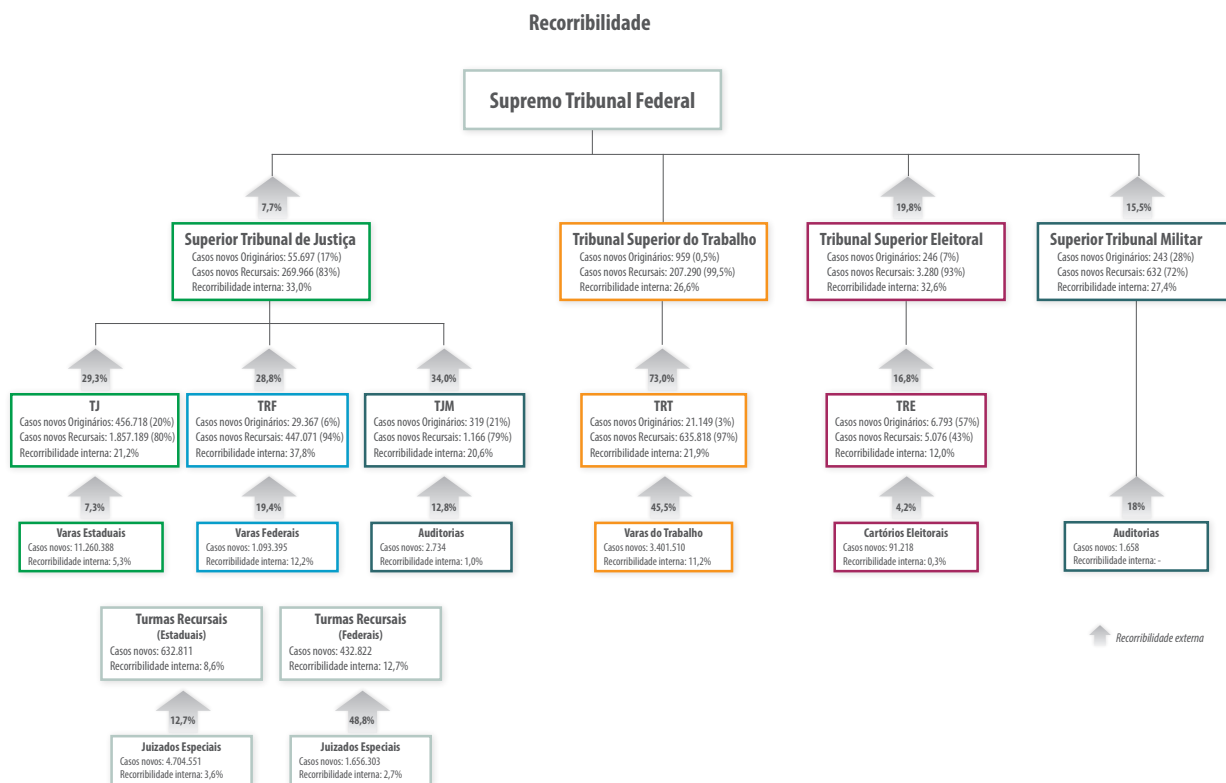 Recorribilidade
Supremo Tribunal Federal
7,7%
19,8%
15,5%
Superior Tribunal de Justiça
Casos novos Originários: 55.697 (17%)
Casos novos Recursais: 269.966 (83%)
Recorribilidade interna: 33,0%
Tribunal Superior do Trabalho
Casos novos Originários: 959 (0,5%)
Casos novos Recursais: 207.290 (99,5%)
Recorribilidade interna: 26,6%
Tribunal Superior Eleitoral
Casos novos Originários: 246 (7%)
Casos novos Recursais: 3.280 (93%)
Recorribilidade interna: 32,6%
Superior Tribunal Militar
Casos novos Originários: 243 (28%)
Casos novos Recursais: 632 (72%)
Recorribilidade interna: 27,4%
29,3%
28,8%
34,0%
73,0%
16,8%
TJ
Casos novos Originários: 456.718 (20%)
Casos novos Recursais: 1.857.189 (80%)
Recorribilidade interna: 21,2%
TRF
Casos novos Originários: 29.367 (6%)
Casos novos Recursais: 447.071 (94%)
Recorribilidade interna: 37,8%
TJM
Casos novos Originários: 319 (21%)
Casos novos Recursais: 1.166 (79%)
Recorribilidade interna: 20,6%
TRT
Casos novos Originários: 21.149 (3%)
Casos novos Recursais: 635.818 (97%)
Recorribilidade interna: 21,9%
TRE
Casos novos Originários: 6.793 (57%)
Casos novos Recursais: 5.076 (43%)
Recorribilidade interna: 12,0%
7,3%
19,4%
12,8%
45,5%
4,2%
18%
Varas Estaduais
Casos novos: 11.260.388
Recorribilidade interna: 5,3%
Varas Federais
Casos novos: 1.093.395
Recorribilidade interna: 12,2%
Auditorias
Casos novos: 2.734
Recorribilidade interna: 1,0%
Varas do Trabalho
Casos novos: 3.401.510
Recorribilidade interna: 11,2%
Cartórios Eleitorais
Casos novos: 91.218
Recorribilidade interna: 0,3%
Auditorias
Casos novos: 1.658
Recorribilidade interna: -
Turmas Recursais
(Estaduais)
Casos novos: 632.811
Recorribilidade interna: 8,6%
Turmas Recursais
(Federais)
Casos novos: 432.822
Recorribilidade interna: 12,7%
Recorribilidade externa
12,7%
48,8%
Juizados Especiais
Casos novos: 4.704.551
Recorribilidade interna: 3,6%
Juizados Especiais
Casos novos: 1.656.303
Recorribilidade interna: 2,7%